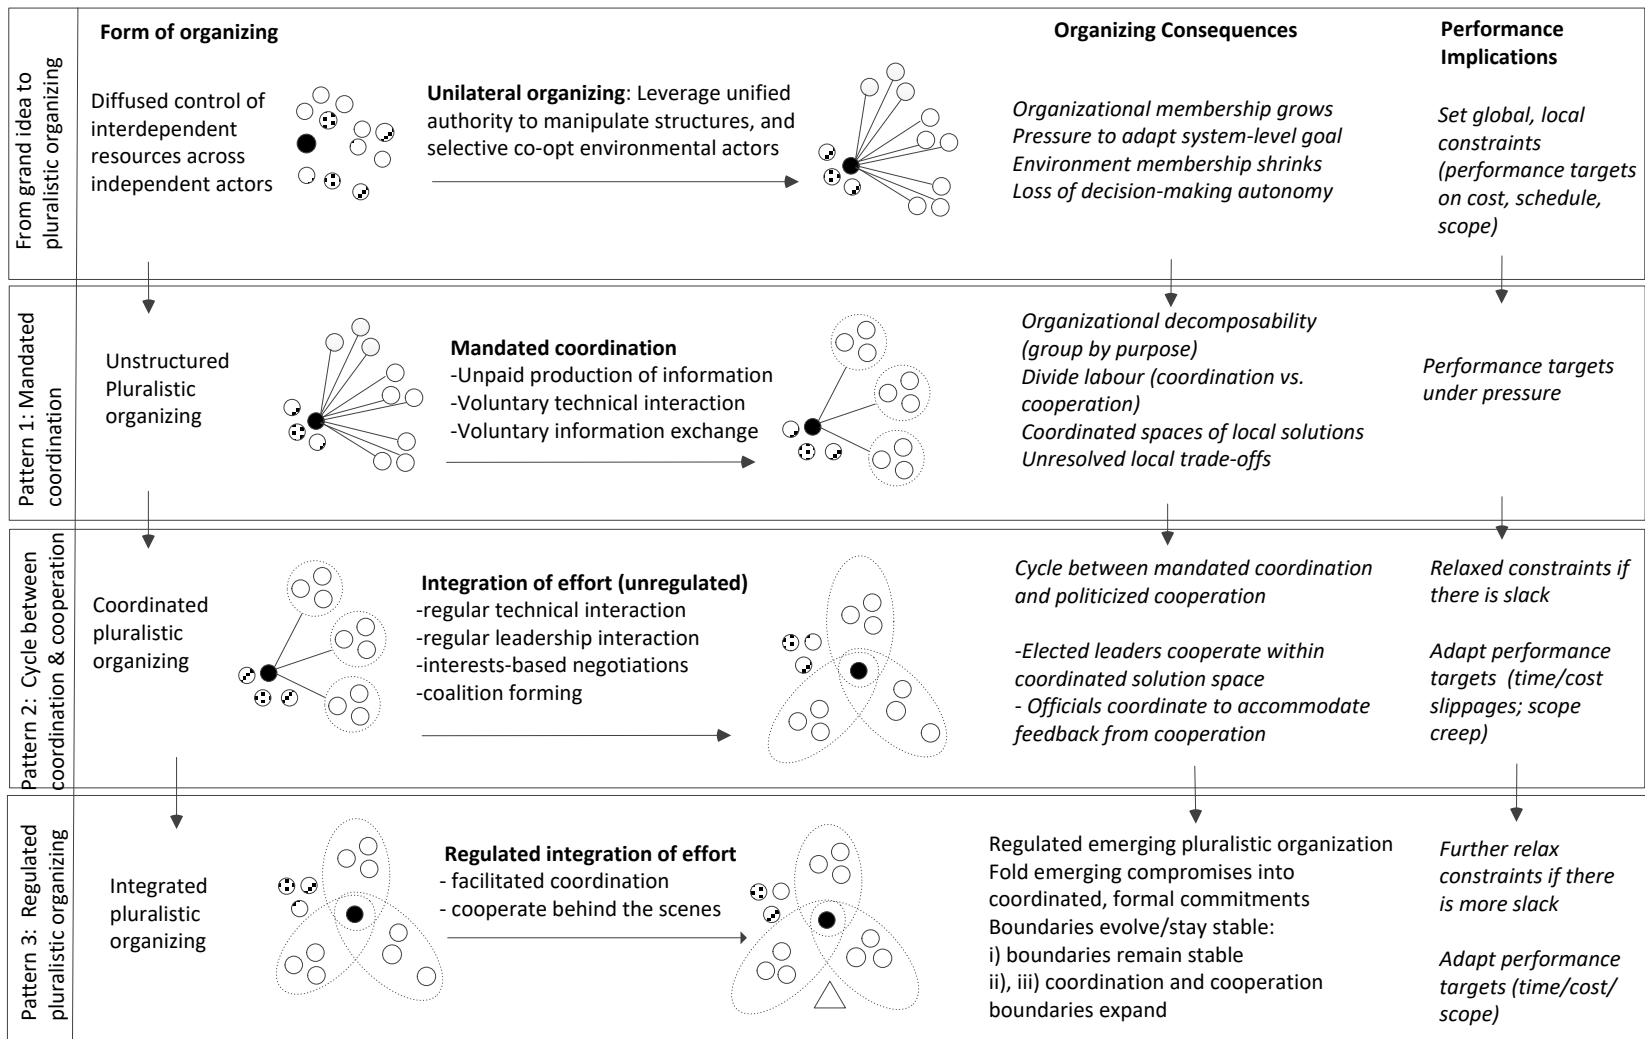 Form of organizing
Organizing Consequences
Performance
Implications
From grand idea to
pluralistic organizing
Diffused control of
interdependent
resources across
independent actors
Unilateral organizing: Leverage unified
authority to manipulate structures, and
selective co-opt environmental actors
Organizational membership grows
Pressure to adapt system-level goal
Environment membership shrinks
Loss of decision-making autonomy
Set global, local
constraints
(performance targets
on cost, schedule,
scope)
Pattern 1: Mandated
coordination
Unstructured
Pluralistic
organizing
Mandated coordination
-Unpaid production of information
-Voluntary technical interaction
-Voluntary information exchange
Organizational decomposability
(group by purpose)
Divide labour (coordination vs.
cooperation)
Coordinated spaces of local solutions
Unresolved local trade-offs
Performance targets
under pressure
Pattern 2: Cycle between
coordination & cooperation
Coordinated
pluralistic
organizing
Integration of effort (unregulated)
-regular technical interaction
-regular leadership interaction
-interests-based negotiations
-coalition forming
Cycle between mandated coordination
and politicized cooperation
-Elected leaders cooperate within
coordinated solution space
- Officials coordinate to accommodate
feedback from cooperation
Relaxed constraints if
there is slack
Adapt performance
targets (time/cost
slippages; scope
creep)
Pattern 3: Regulated
pluralistic organizing
Integrated
pluralistic
organizing
Regulated integration of effort
- facilitated coordination
- cooperate behind the scenes
Regulated emerging pluralistic organization
Fold emerging compromises into
coordinated, formal commitments
Boundaries evolve/stay stable:
i) boundaries remain stable
ii), iii) coordination and cooperation
boundaries expand
Further relax
constraints if there
is more slack
Adapt performance
targets (time/cost/
scope)